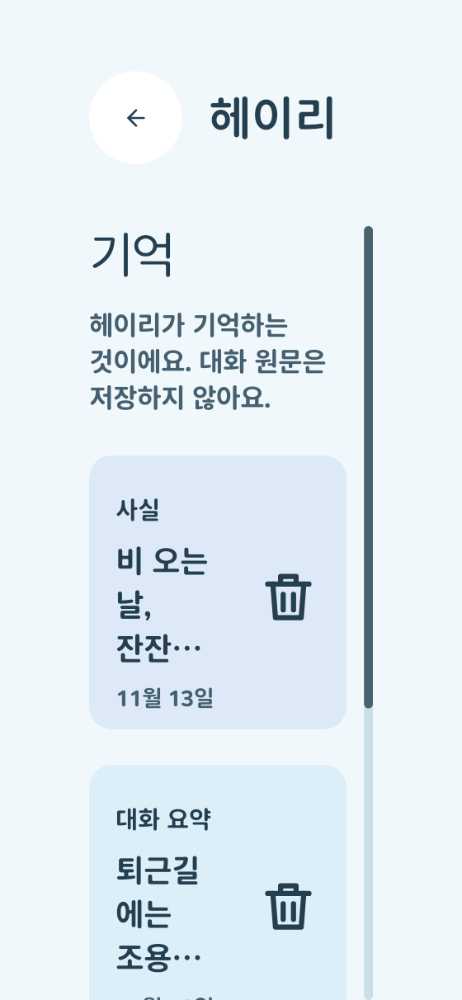 헤이리
기억
헤이리가 기억하는
것이에요. 대화 원문은
저장하지 않아요.
사실
비 오는
날,
잔잔…
11월 13일
대화 요약
퇴근길
에는
조용…